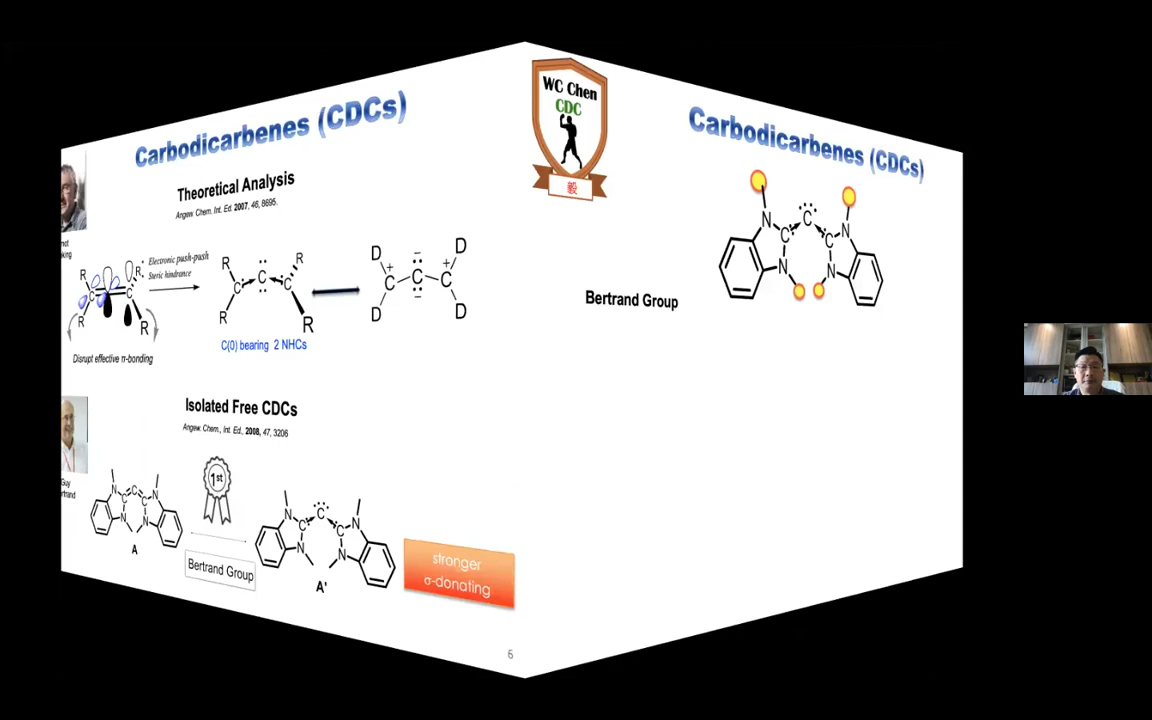 Carbodicarbenes (CDCs)
Theoretical Analysis
Angew. Chem. Int. Ed. 2007, 46, 8695.
Electronic push-push
Steric hindrance
R
R
C
C
R
R
Disrupt effective π-bonding
R
R
C
C
C
R
R
C(0) bearing 2 NHCs
D
D
C
C
C
D
D
Isolated Free CDCs
Angew. Chem., Int. Ed., 2008, 47, 3206
1st
Guy
N
C
N
N
N
A
Bertrand Group
N
C
N
C
C
N
N
A'
stronger
σ-donating
6
WC Chen
CDC
毅
Carbodicarbenes (CDCs)
C
N
N
C
C
N
N
Bertrand Group